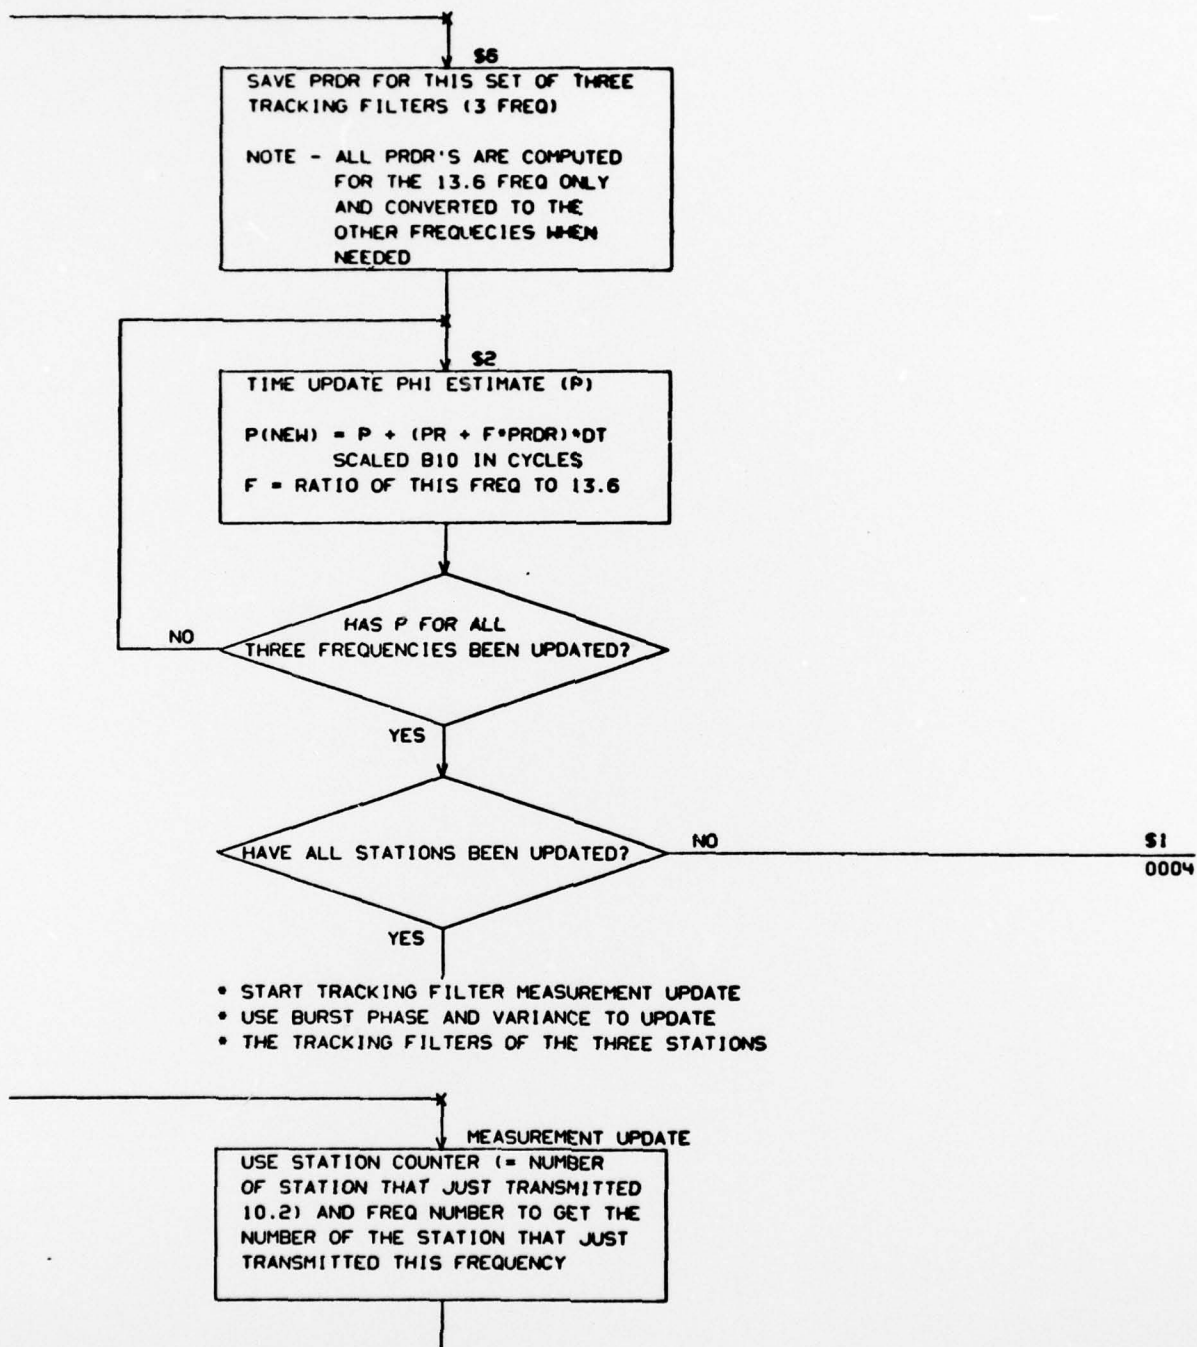 $6
SAVE PRDR FOR THIS SET OF THREE
TRACKING FILTERS (3 FREQ)
NOTE - ALL PRDR'S ARE COMPUTED
FOR THE 13.6 FREQ ONLY
AND CONVERTED TO THE
OTHER FREQUECIES WHEN
NEEDED
$2
TIME UPDATE PHI ESTIMATE (P)
P(NEW) = P + (PR + F*PRDR)*DT
SCALED B10 IN CYCLES
F = RATIO OF THIS FREQ TO 13.6
HAS P FOR ALL
THREE FREQUENCIES BEEN UPDATED?
NO
YES
HAVE ALL STATIONS BEEN UPDATED?
NO
$1
0004
YES
* START TRACKING FILTER MEASUREMENT UPDATE
* USE BURST PHASE AND VARIANCE TO UPDATE
* THE TRACKING FILTERS OF THE THREE STATIONS
MEASUREMENT UPDATE
USE STATION COUNTER (= NUMBER
OF STATION THAT JUST TRANSMITTED
10.2) AND FREQ NUMBER TO GET THE
NUMBER OF THE STATION THAT JUST
TRANSMITTED THIS FREQUENCY